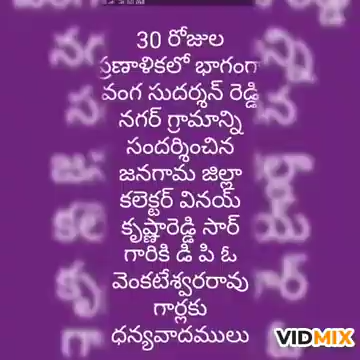 30 రోజుల
ప్రణాళికలో భాగంగా
వంగ సుదర్శన్ రెడ్డి
నగర్ గ్రామాన్ని
సందర్శించిన
జనగామ జిల్లా
కలెక్టర్ వినయ్
కృష్ణారెడ్డి సార్
గారికి డి పి ఓ
వెంకటేశ్వరరావు
గార్లకు
ధన్యవాదములు
VIDMIX